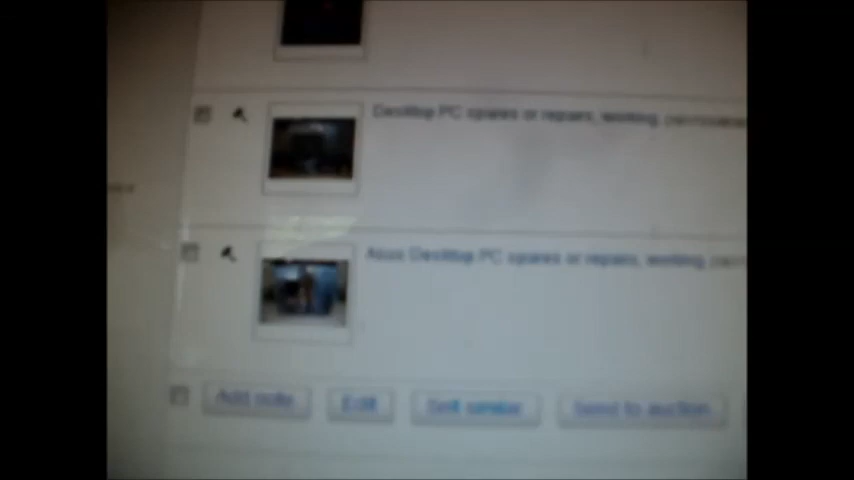 Desktop PC spares or repairs, working
Asus Desktop PC spares or repairs, working
Add note
Edit
Sell similar
Send to auction